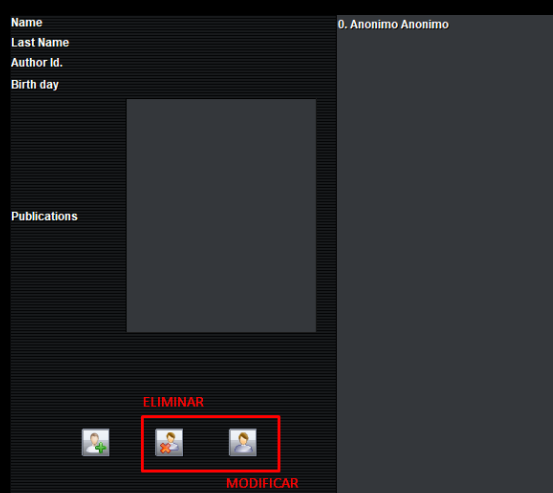 Name
Last Name
Author Id.
Birth day
Publications
0. Anonimo Anonimo
ELIMINAR
MODIFICAR